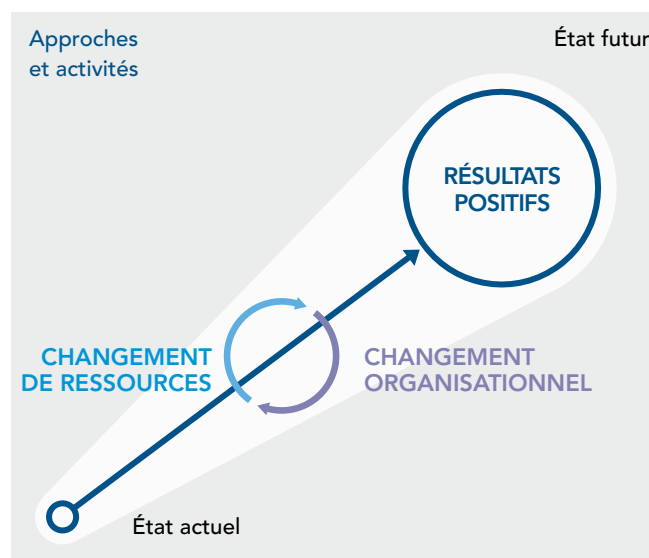 Approches
et activités
État futur
RÉSULTATS
POSITIFS
CHANGEMENT
DE RESSOURCES
CHANGEMENT
ORGANISATIONNEL
État actuel